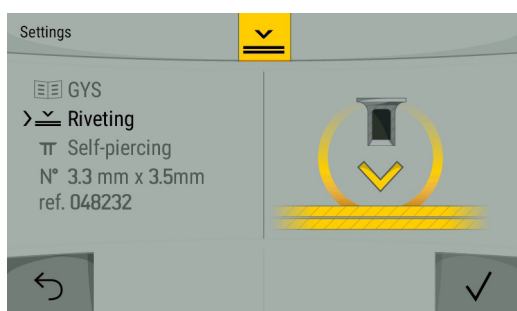 Settings
GYS
Riveting
Self-piercing
N° 3.3 mm x 3.5mm
ref. 048232